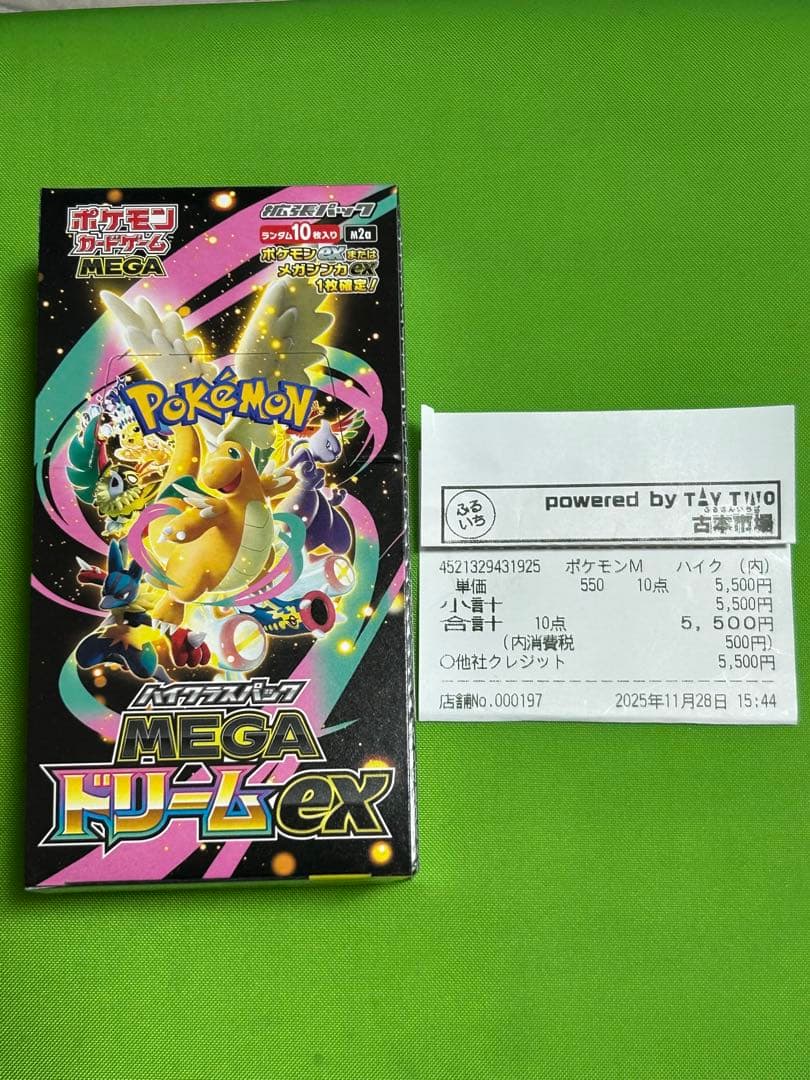 ポケモン
カードゲーム
MEGA
拡張パック
ランダム10枚入り M2a
ポケモンexまたは
メガシンカex
1枚確定!
POKéMON
ハイクラスパック
MEGA
ドリームex
ふるいち
powered by TAY TWO
ふるほんいちば
古本市場
4521329431925 ポケモンM ハイク (内)
単価 550 10点 5,500円
小計 5,500円
合計 10点 5,500円
(内消費税 500円)
○他社クレジット 5,500円
店舗No.000197 2025年11月28日 15:44